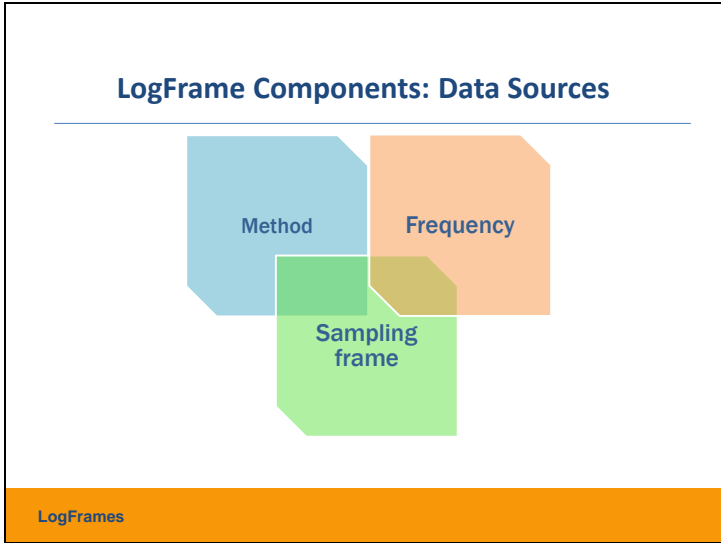 LogFrame Components: Data Sources
Method
Frequency
Sampling
frame
LogFrames